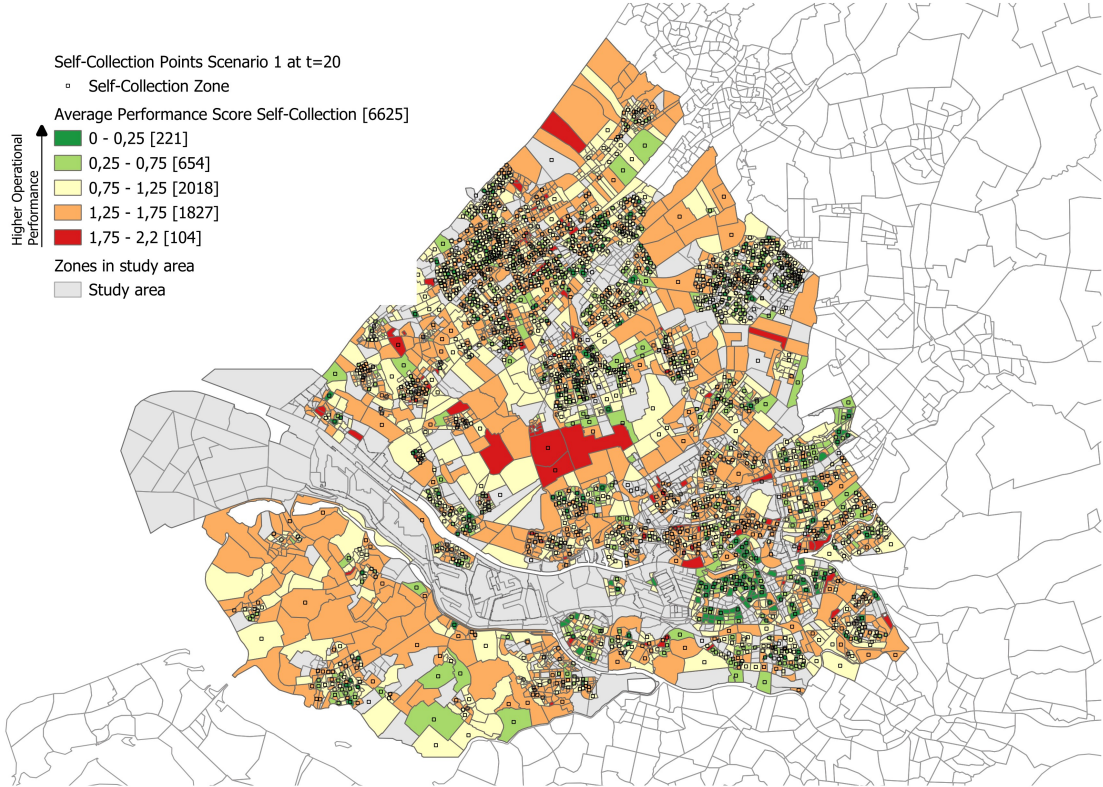 Self-Collection Points Scenario 1 at t=20
Self-Collection Zone
Average Performance Score Self-Collection [6625]
Higher Operational
Performance
0 - 0,25 [221]
0,25 - 0,75 [654]
0,75 - 1,25 [2018]
1,25 - 1,75 [1827]
1,75 - 2,2 [104]
Zones in study area
Study area